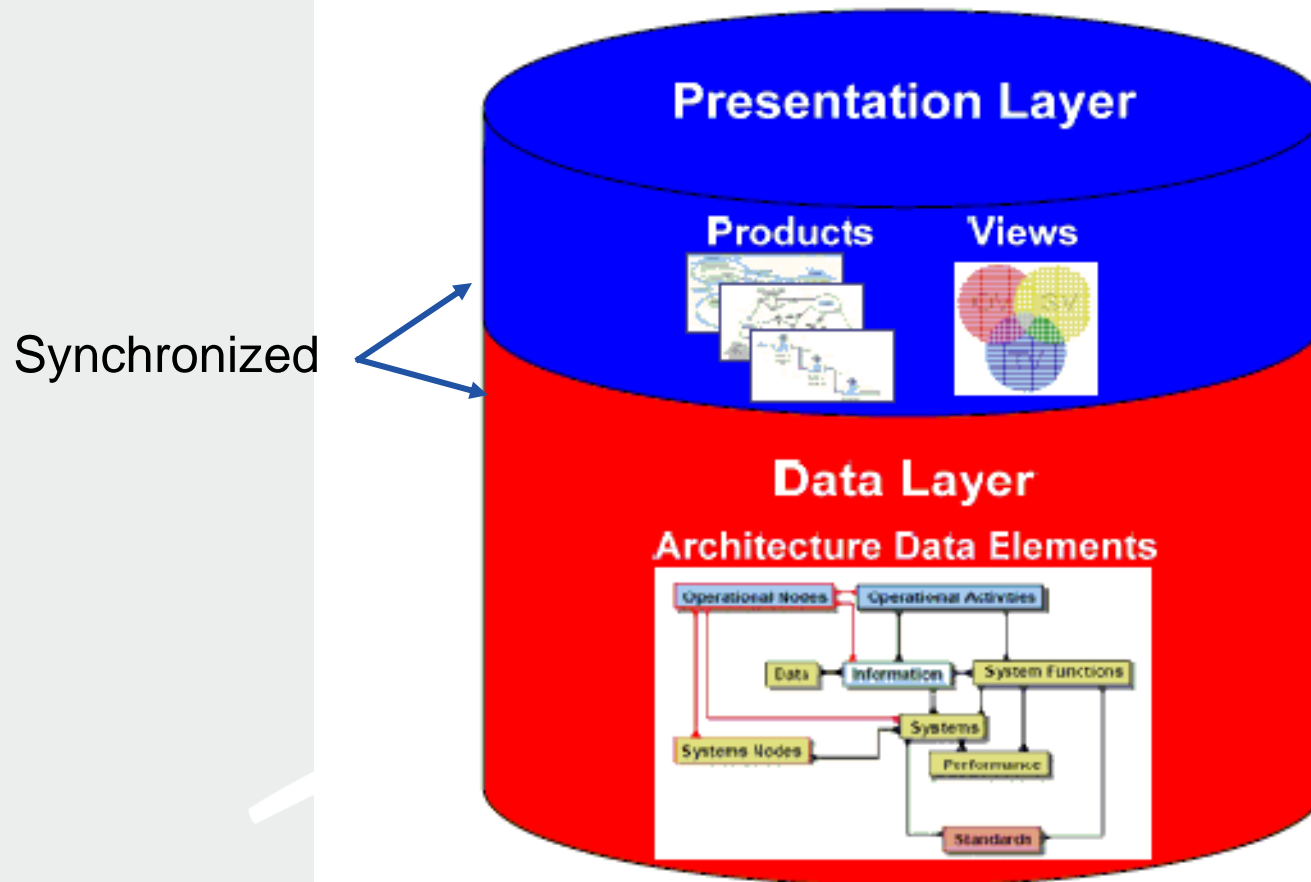 Presentation Layer
Products Views
Synchronized
Data Layer
Architecture Data Elements
Operational Nodes Operational Activities
Data Information System Functions
Systems
Systems Nodes
Performance
Standards